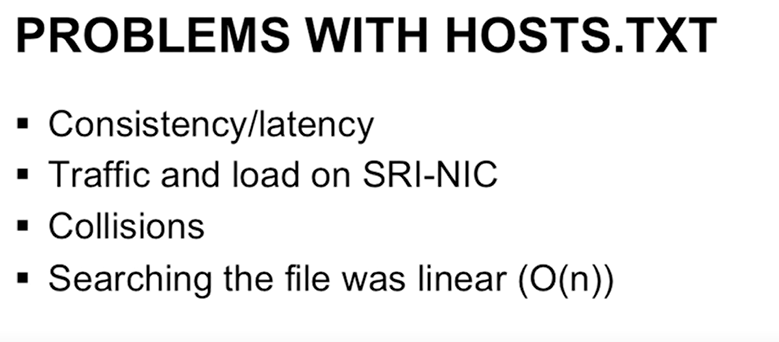 PROBLEMS WITH HOSTS.TXT
▪ Consistency/latency
▪ Traffic and load on SRI-NIC
▪ Collisions
▪ Searching the file was linear (O(n))